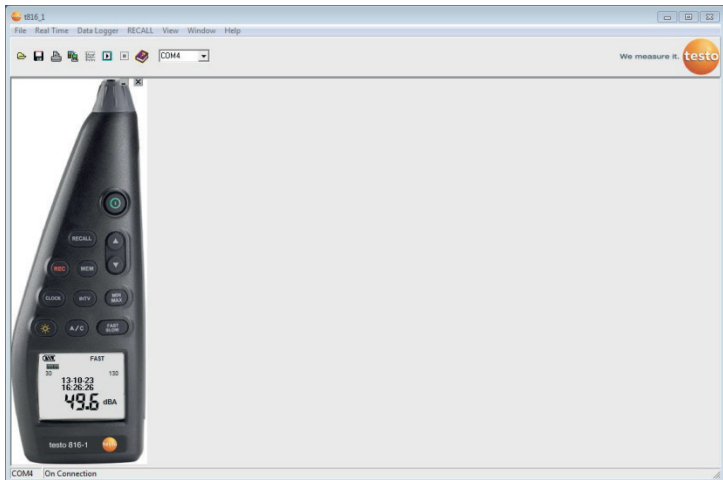 t816_1
File Real Time Data Logger RECALL View Window Help
COM4
We measure it. testo
RECALL
REC MEM
CLOCK INTV MIN MAX
A/C FAST SLOW
FAST
30 130
13-10-23
16:26:26
49.6 dBA
testo 816-1 testo
COM4 On Connection